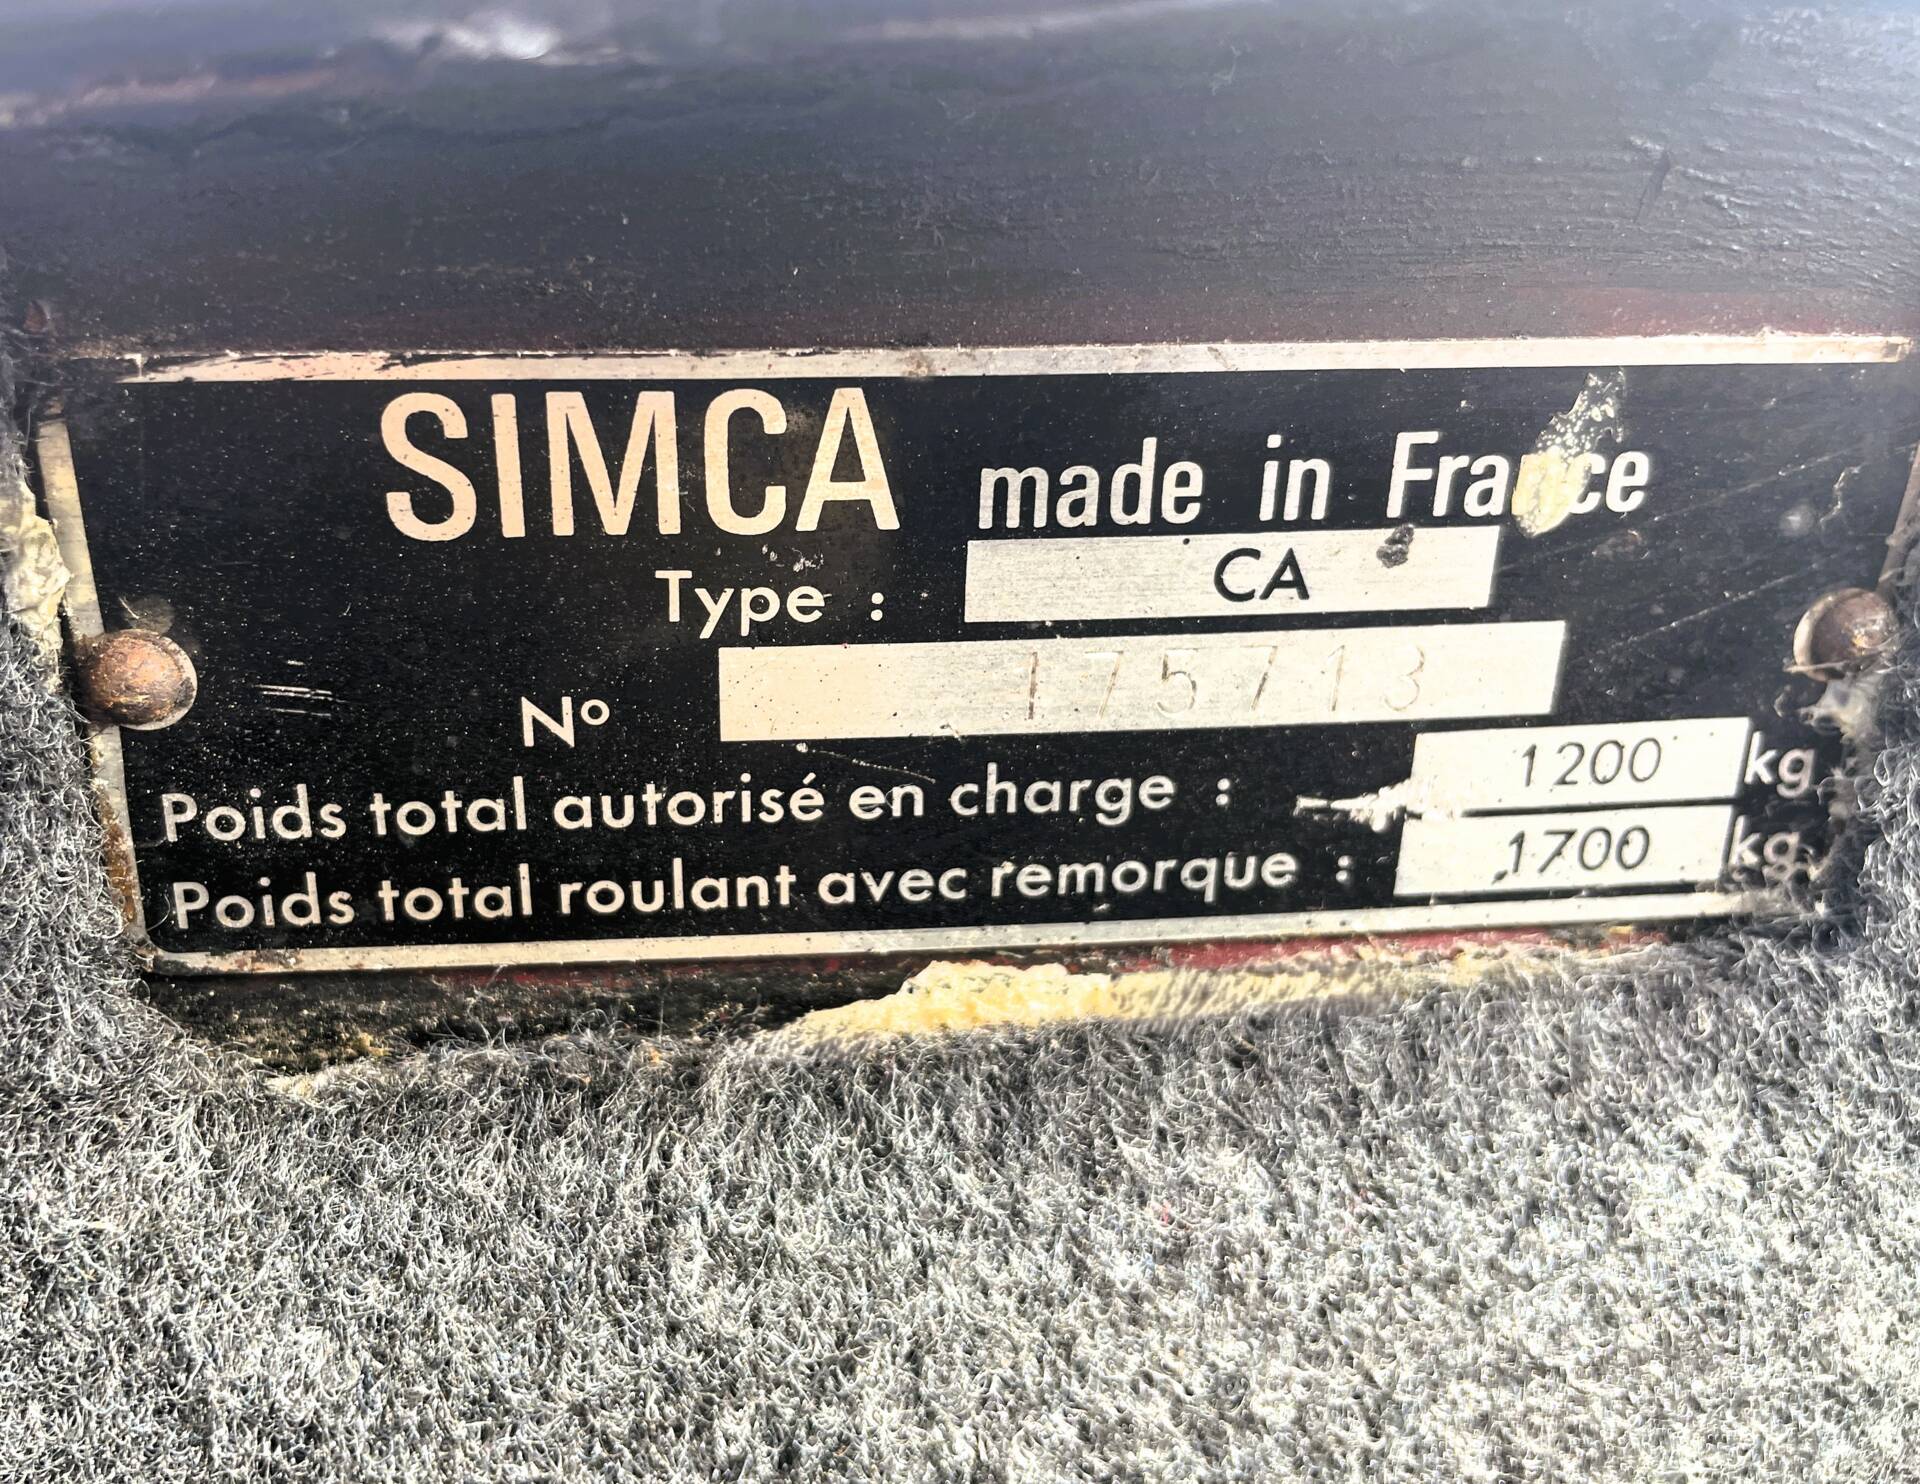 SIMCA made in France
Type : CA
Nº 175713
Poids total autorisé en charge : 1200 kg
Poids total roulant avec remorque : 1700 kg